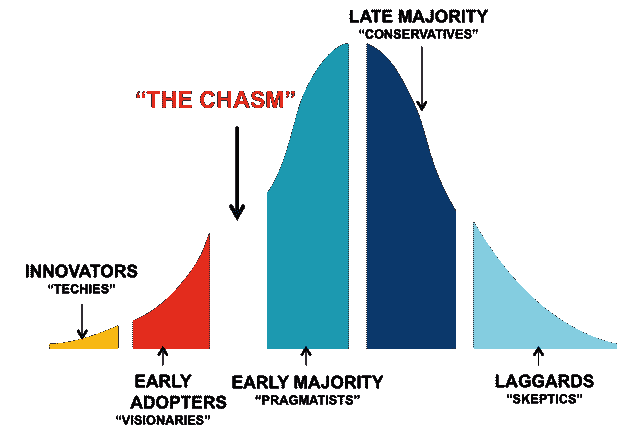 LATE MAJORITY
“CONSERVATIVES”
“THE CHASM”
INNOVATORS
“TECHIES”
EARLY
ADOPTERS
“VISIONARIES”
EARLY MAJORITY
“PRAGMATISTS”
LAGGARDS
“SKEPTICS”